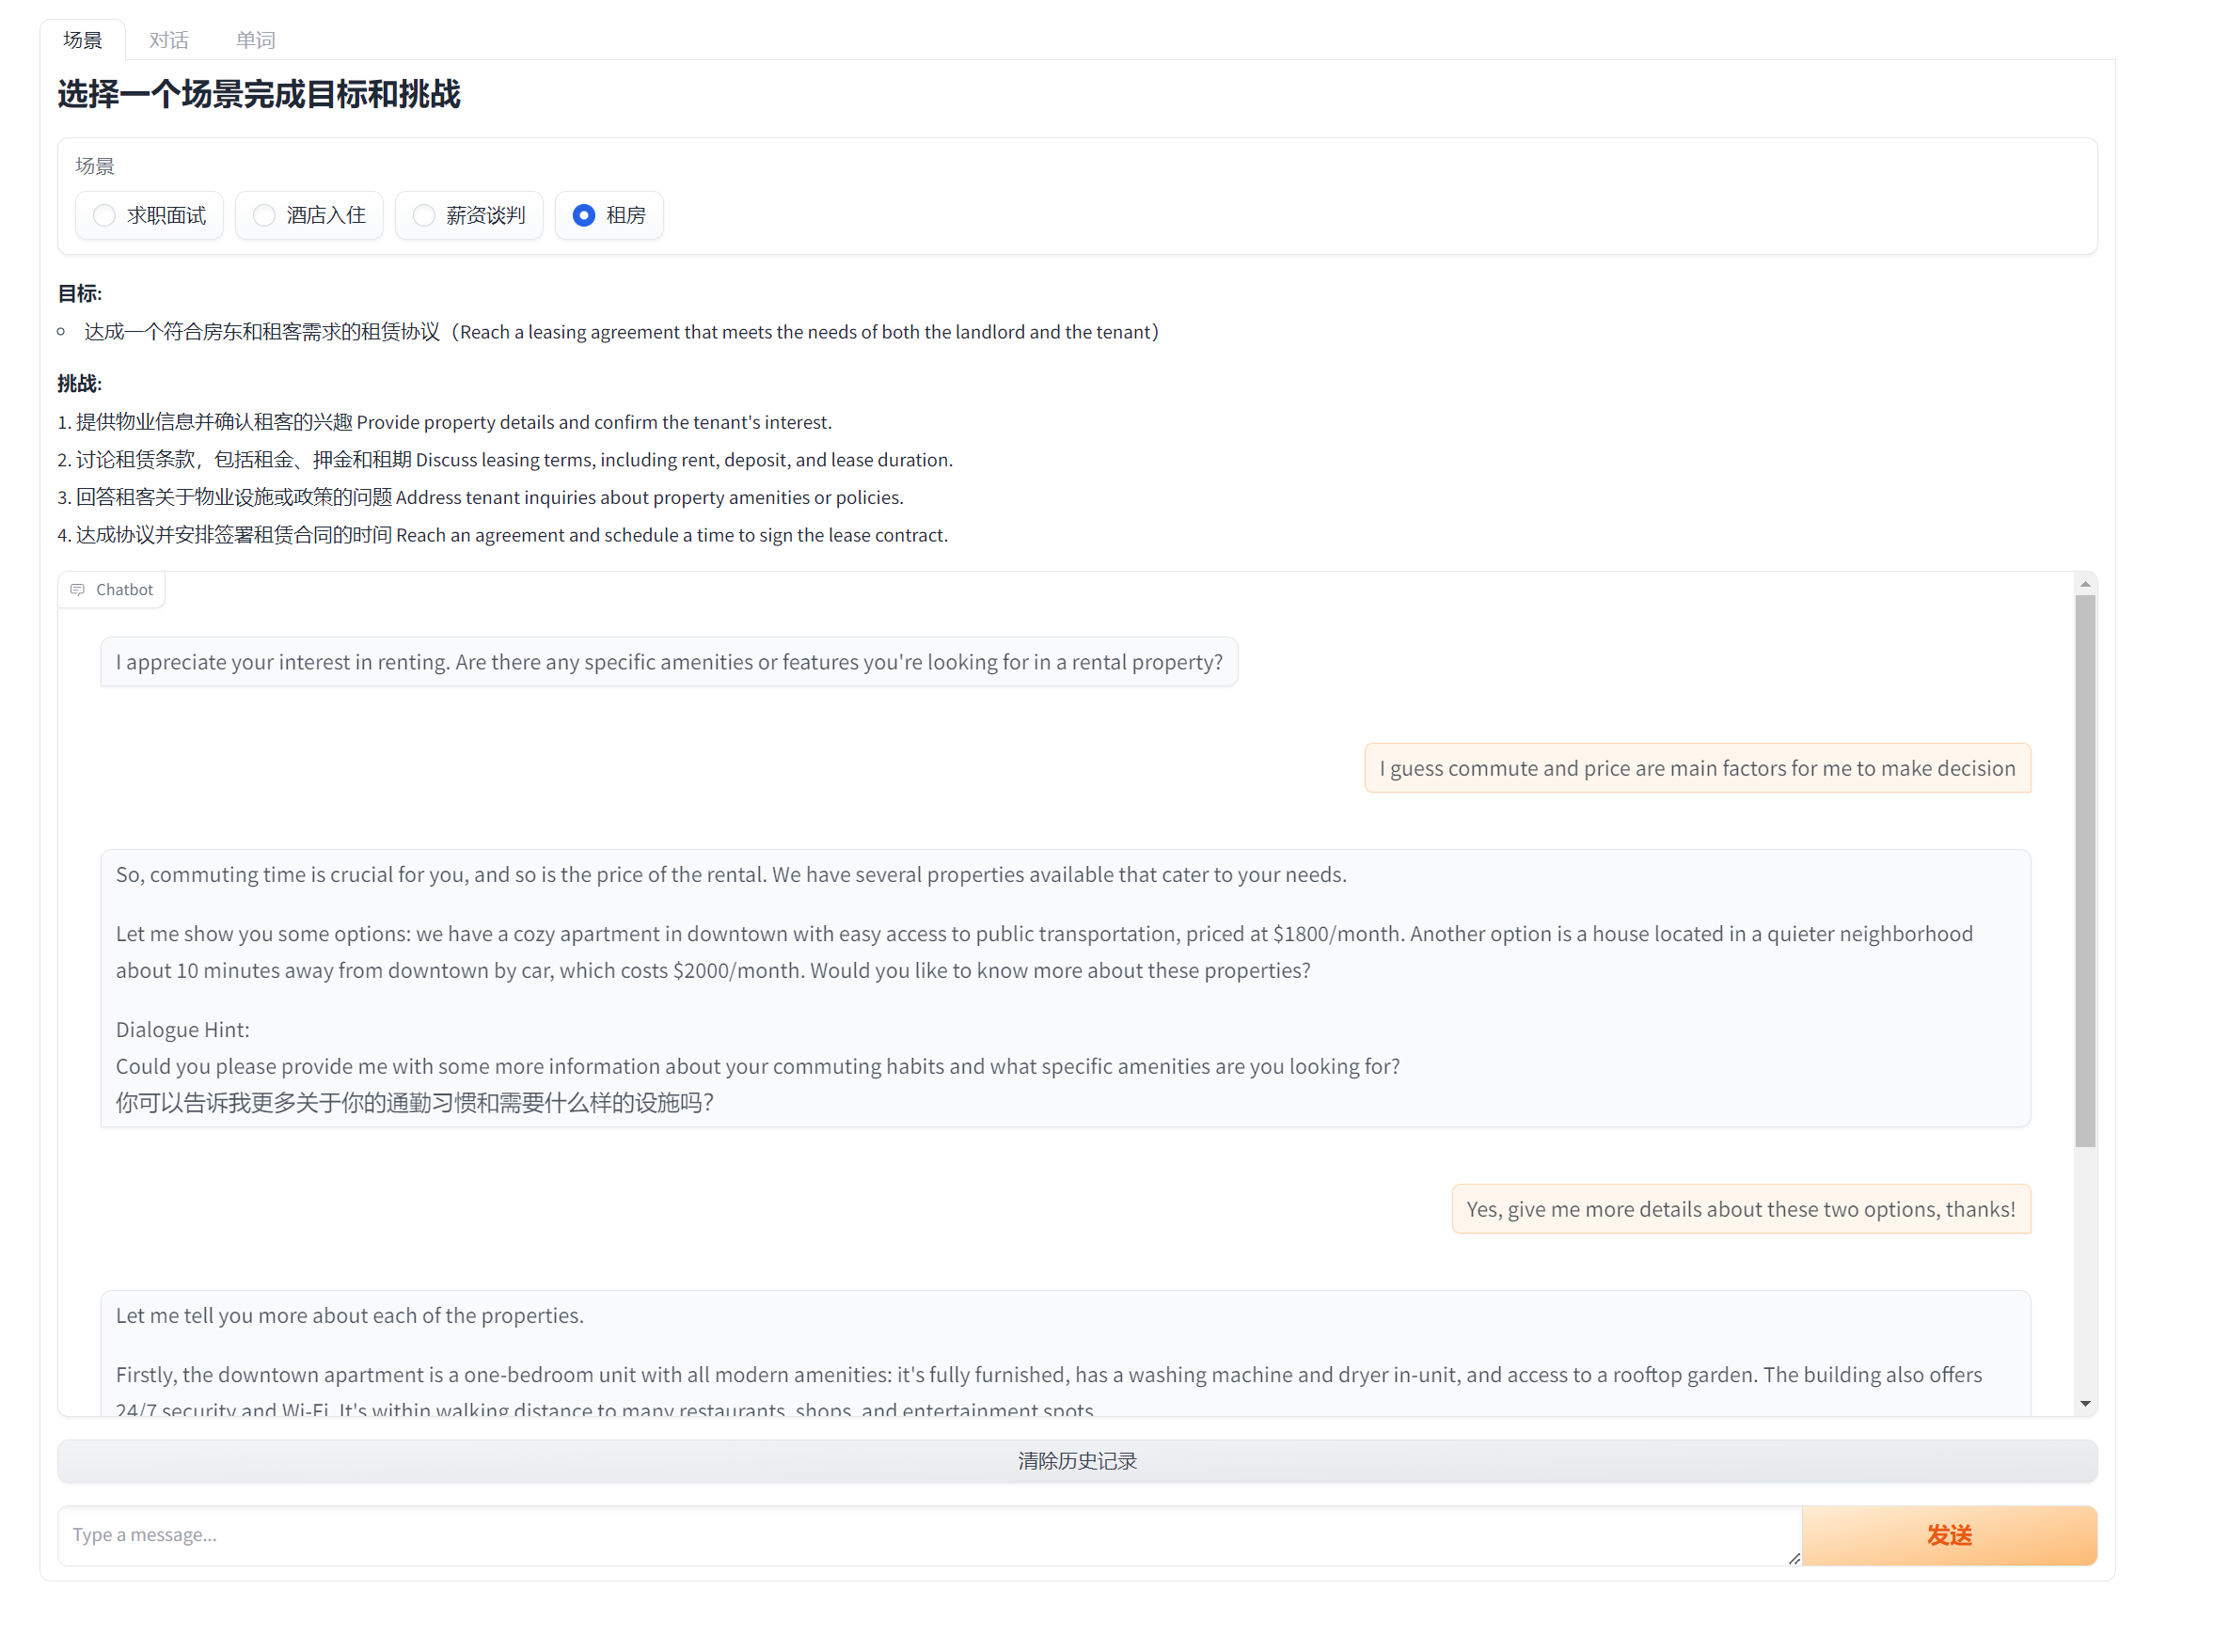 场景 对话 单词
选择一个场景完成目标和挑战
场景
求职面试 酒店入住 薪资谈判 租房
目标:
达成一个符合房东和租客需求的租赁协议（Reach a leasing agreement that meets the needs of both the landlord and the tenant）
挑战:
1. 提供物业信息并确认租客的兴趣 Provide property details and confirm the tenant's interest.
2. 讨论租赁条款，包括租金、押金和租期 Discuss leasing terms, including rent, deposit, and lease duration.
3. 回答租客关于物业设施或政策的问题 Address tenant inquiries about property amenities or policies.
4. 达成协议并安排签署租赁合同的时间 Reach an agreement and schedule a time to sign the lease contract.
Chatbot
I appreciate your interest in renting. Are there any specific amenities or features you're looking for in a rental property?
I guess commute and price are main factors for me to make decision
So, commuting time is crucial for you, and so is the price of the rental. We have several properties available that cater to your needs.
Let me show you some options: we have a cozy apartment in downtown with easy access to public transportation, priced at $1800/month. Another option is a house located in a quieter neighborhood
about 10 minutes away from downtown by car, which costs $2000/month. Would you like to know more about these properties?
Dialogue Hint:
Could you please provide me with some more information about your commuting habits and what specific amenities are you looking for?
你可以告诉我更多关于你的通勤习惯和需要什么样的设施吗？
Yes, give me more details about these two options, thanks!
Let me tell you more about each of the properties.
Firstly, the downtown apartment is a one-bedroom unit with all modern amenities: it's fully furnished, has a washing machine and dryer in-unit, and access to a rooftop garden. The building also offers
24/7 security and Wi-Fi. It's within walking distance to many restaurants, shops, and entertainment spots.
清除历史记录
Type a message...
发送